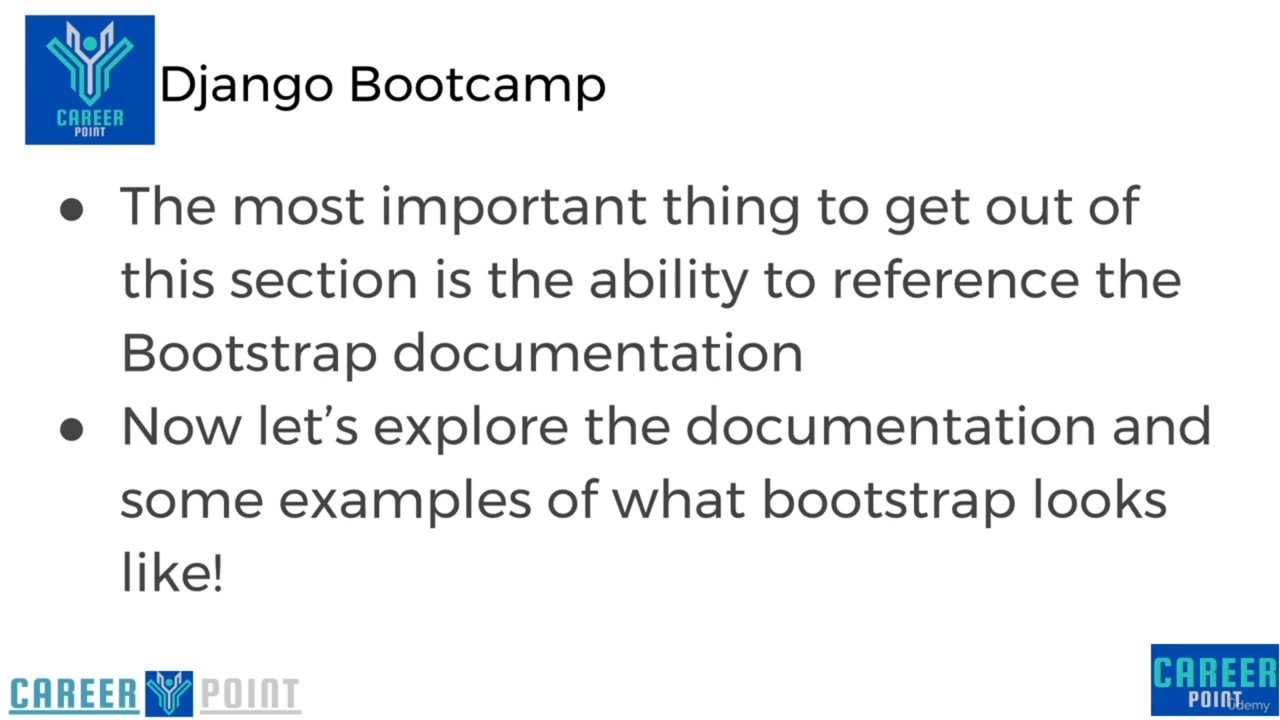 CAREER
POINT
Django Bootcamp
● The most important thing to get out of
this section is the ability to reference the
Bootstrap documentation
● Now let’s explore the documentation and
some examples of what bootstrap looks
like!
CAREER POINT
CAREER
POINT
Udemy